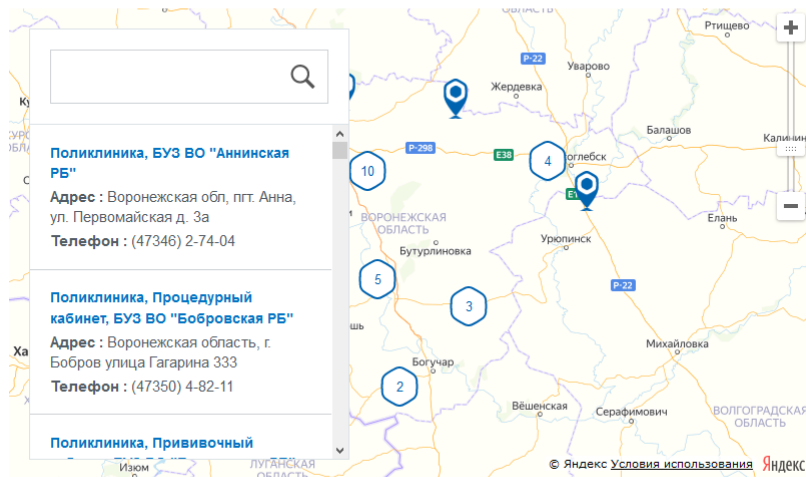 ОБЛАСТЬ
Ртищево
Р-22
Уварово
Жердевка
Балашов
Р-298
E38
4
10
Поликлиника, БУЗ ВО "Аннинская
РБ"
Адрес : Воронежская обл, пгт. Анна,
ул. Первомайская д. 3а
Телефон : (47346) 2-74-04
ВОРОНЕЖСКАЯ
ОБЛАСТЬ
Елань
Урюпинск
Бутурлиновка
5
Р-22
3
Поликлиника, Процедурный
кабинет, БУЗ ВО "Бобровская РБ"
Адрес : Воронежская область, г.
Бобров улица Гагарина 333
Телефон : (47350) 4-82-11
Михайловка
Богучар
2
Вёшенская
Серафимович
ВОЛГОГРАДСКАЯ
ОБЛАСТЬ
Поликлиника, Прививочный
Изюм
ЛУГАНСКАЯ
ОБЛАСТЬ
© Яндекс Условия использования Яндекс